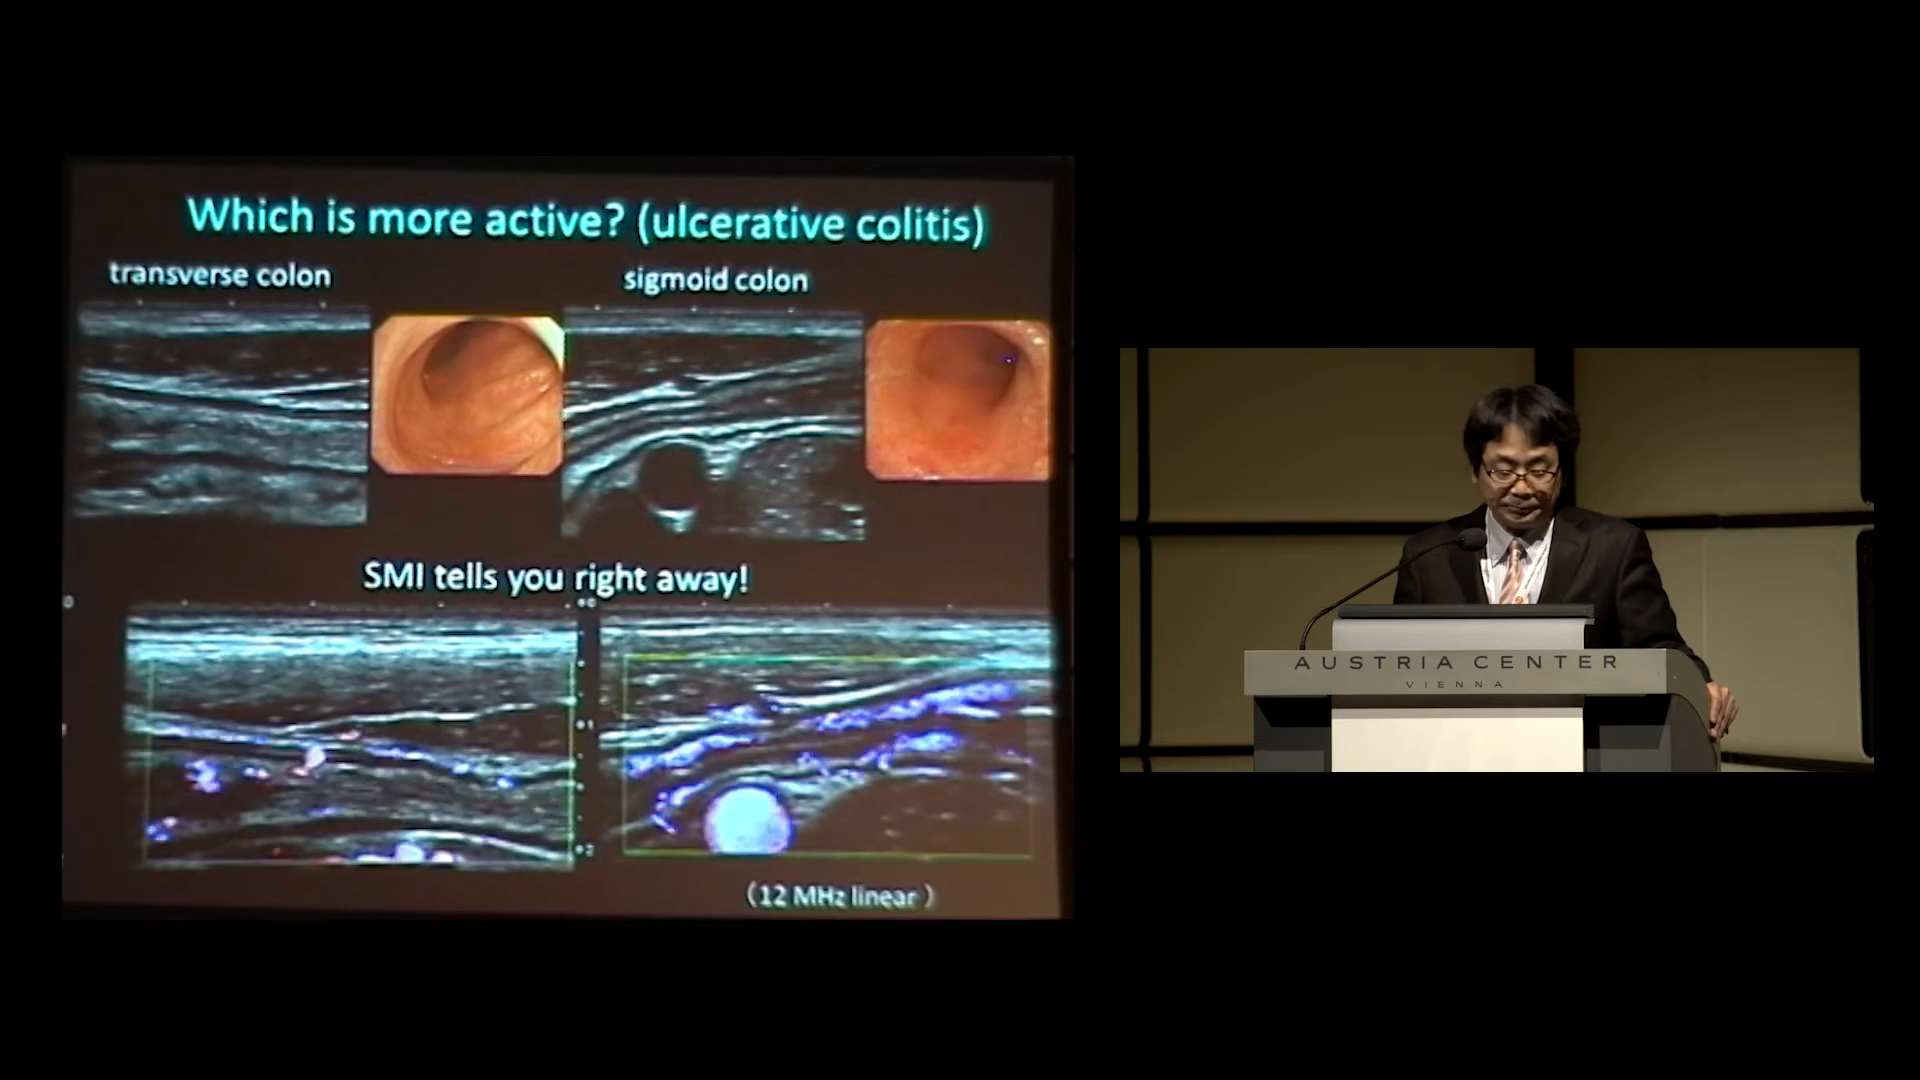 Which is more active? (ulcerative colitis)
transverse colon
sigmoid colon
SMI tells you right away!
(12 MHz linear )
AUSTRIA CENTER
VIENNA